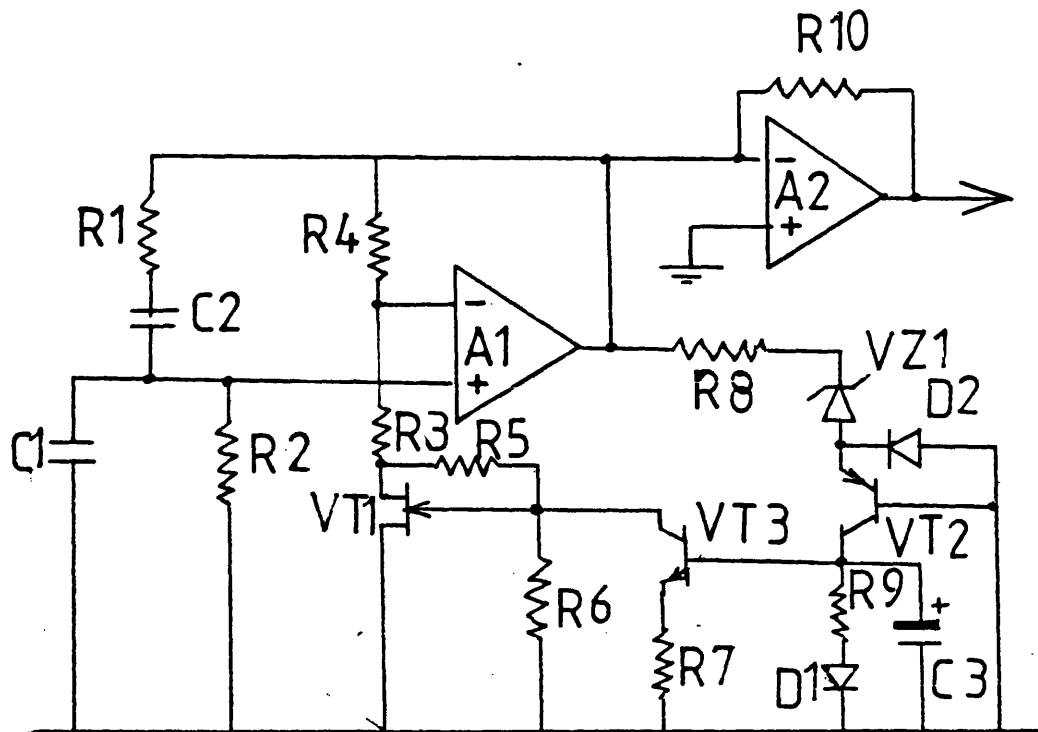 R10
R1
C2
R4
A1
A2
R8
VZ1
D2
C1
R2
R3
R5
VT1
VT3
VT2
R6
R7
R9
D1
C3
+
-
+
-
+